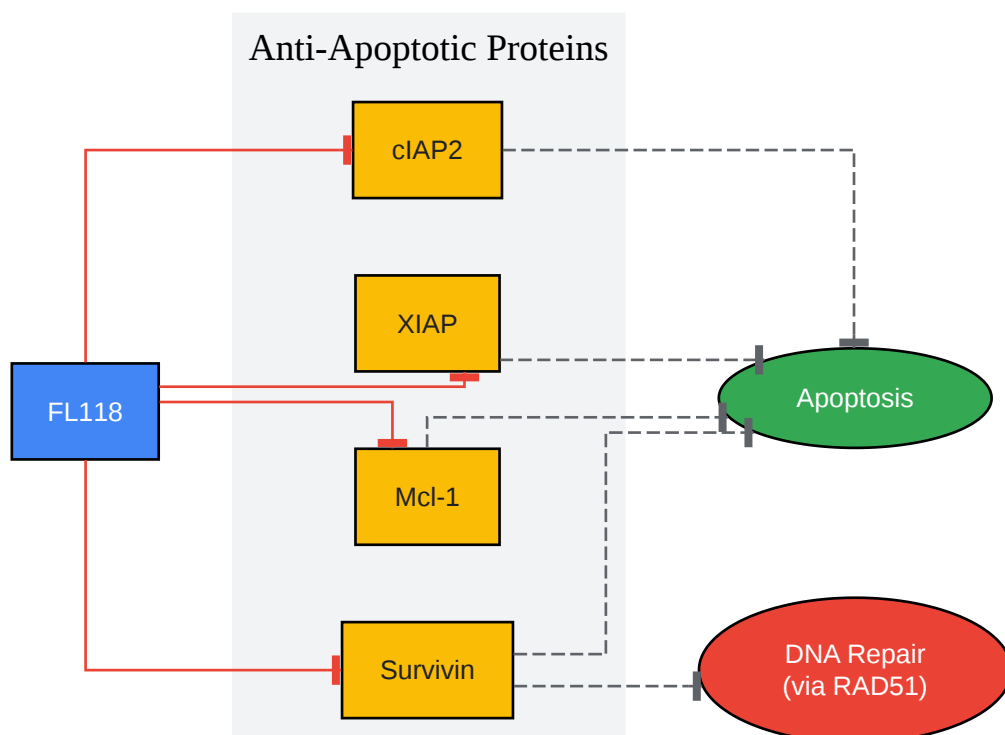 Anti-Apoptotic Proteins
cIAP2
XIAP
FL118
Apoptosis
Mcl-1
Survivin
DNA Repair
(via RAD51)